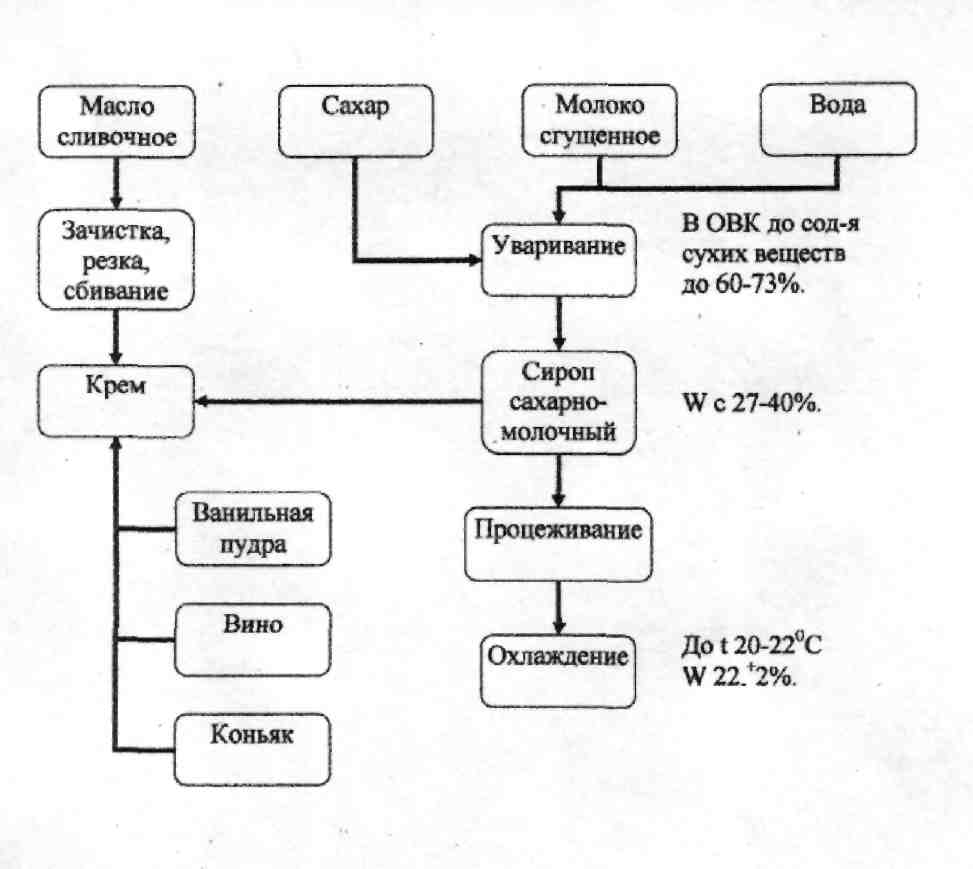 Масло
сливочное
Сахар
Молоко
сгущенное
Вода
Зачистка,
резка,
сбивание
Уваривание
В ОВК до сод-я
сухих веществ
до 60-73%.
Крем
Сироп
сахарно-
молочный
W с 27-40%.
Ванильная
пудра
Процеживание
Вино
Охлаждение
До t 20-22⁰С
W 22.⁺2%.
Коньяк